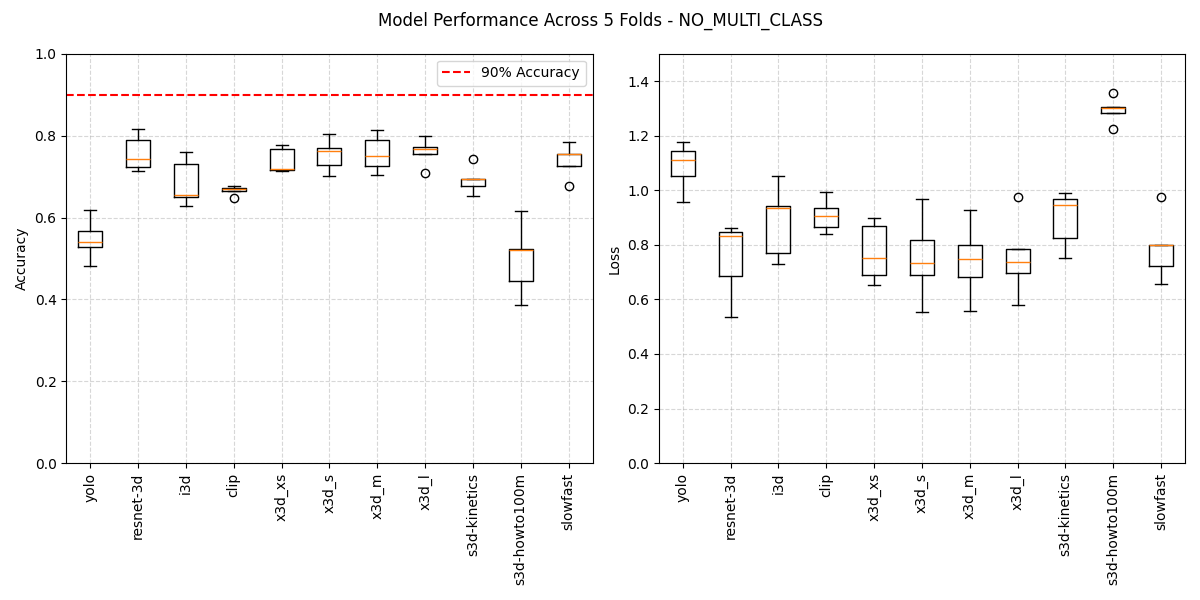 Model Performance Across 5 Folds - NO_MULTI_CLASS
Accuracy
1.0
0.8
0.6
0.4
0.2
0.0
90% Accuracy
yolo
resnet-3d
i3d
clip
x3d_xs
x3d_s
x3d_m
x3d_l
s3d-kinetics
s3d-howto100m
slowfast
Loss
1.4
1.2
1.0
0.8
0.6
0.4
0.2
0.0
yolo
resnet-3d
i3d
clip
x3d_xs
x3d_s
x3d_m
x3d_l
s3d-kinetics
s3d-howto100m
slowfast